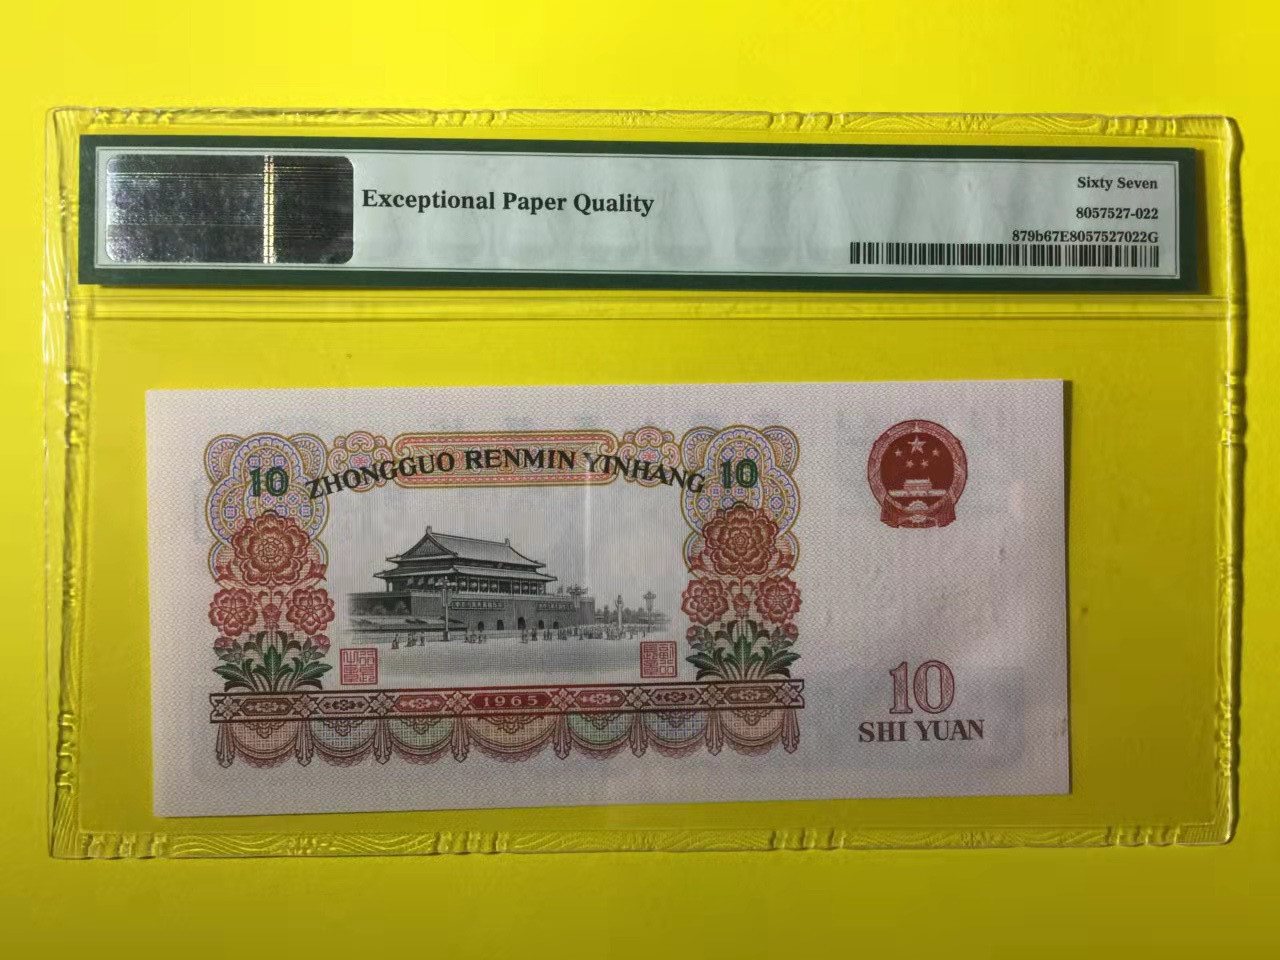 Exceptional Paper Quality
Sixty Seven
8057527-022
879b67E8057527022G
10 ZHONGGUO RENMIN YINHANG 10
1965
10
SHI YUAN